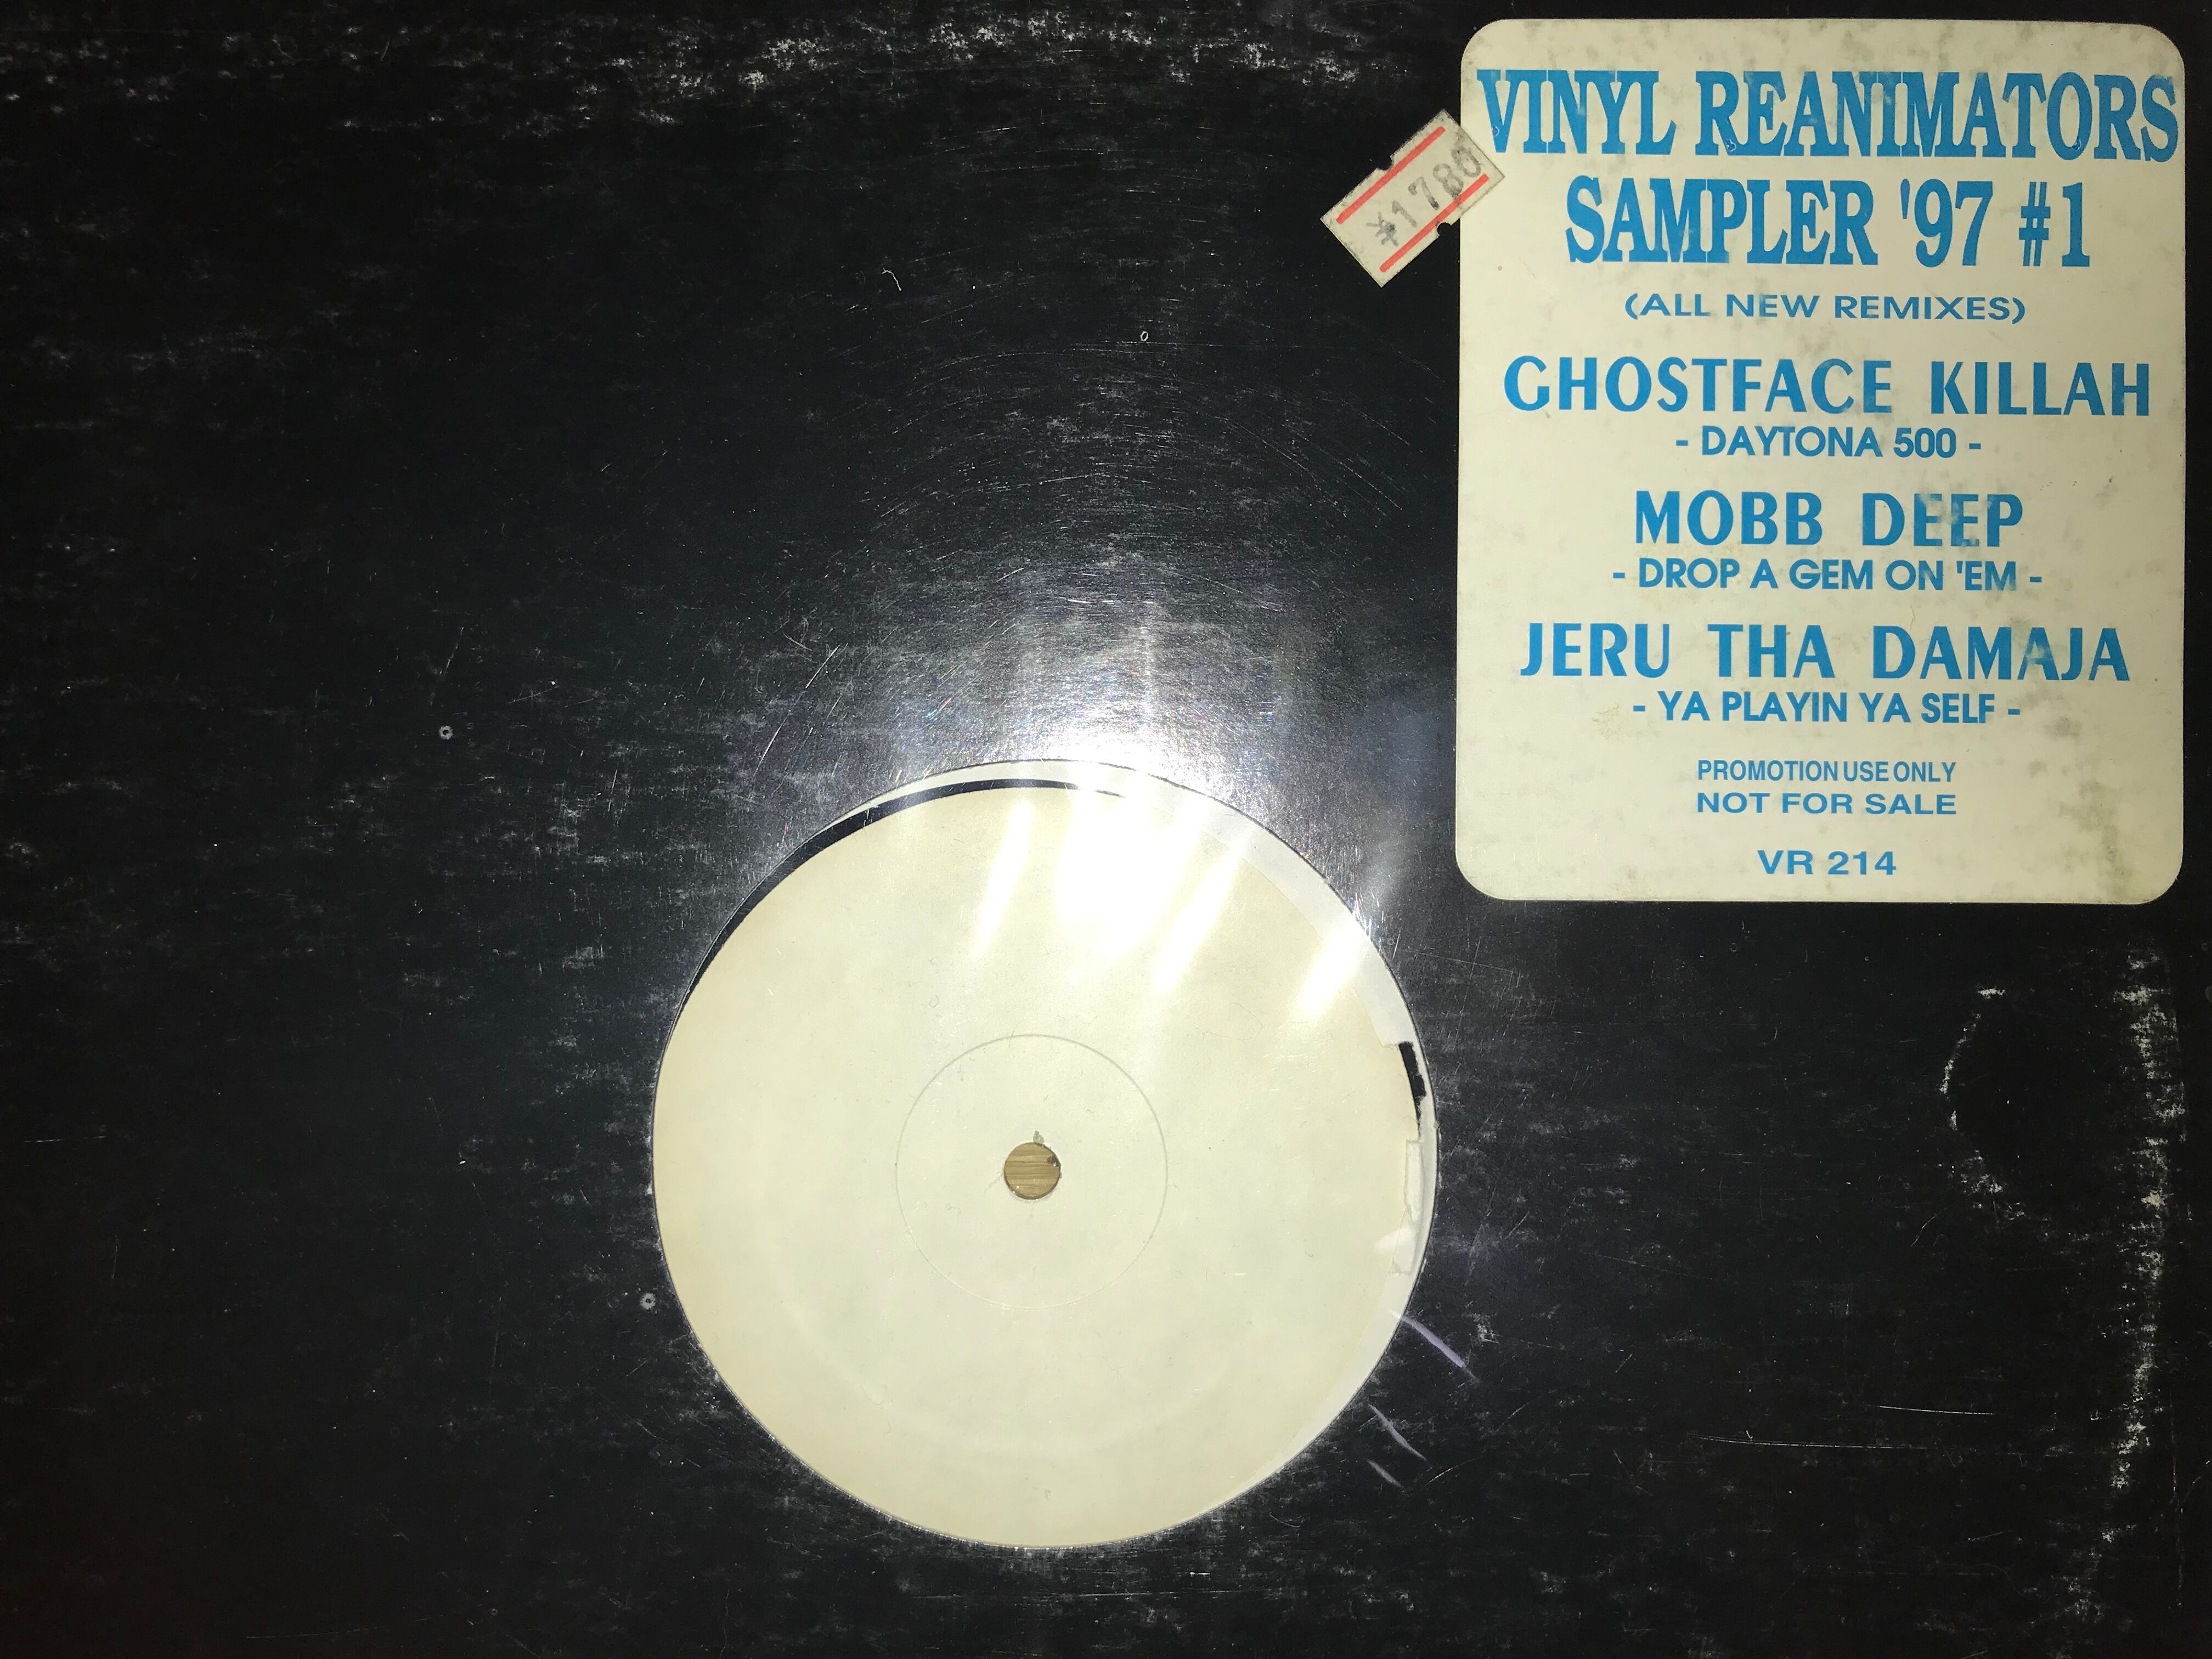 VINYL REANIMATORS
SAMPLER '97 #1
(ALL NEW REMIXES)
GHOSTFACE KILLAH
- DAYTONA 500 -
MOBB DEEP
- DROP A GEM ON 'EM -
JERU THA DAMAJA
- YA PLAYIN YA SELF -
PROMOTION USE ONLY
NOT FOR SALE
VR 214
¥1780